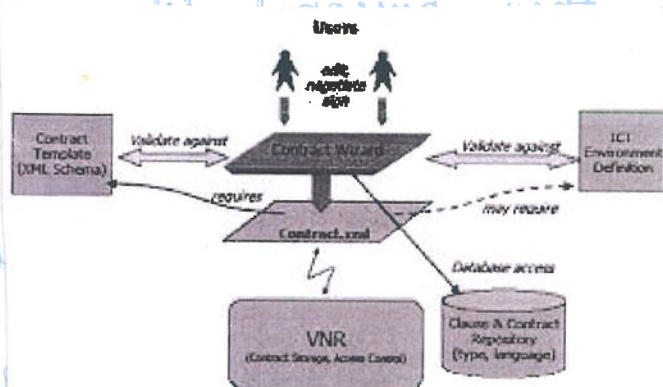 Users
edit,
negotiate
sign
Contract
Template
(XML Schema)
Validate against
Contract Wizard
Validate against
ICT
Environment
Definition
requires
may require
Contract.xml
Database access
VNR
(Contract Storage, Access Control)
Clause & Contract
Repository
(type, language)